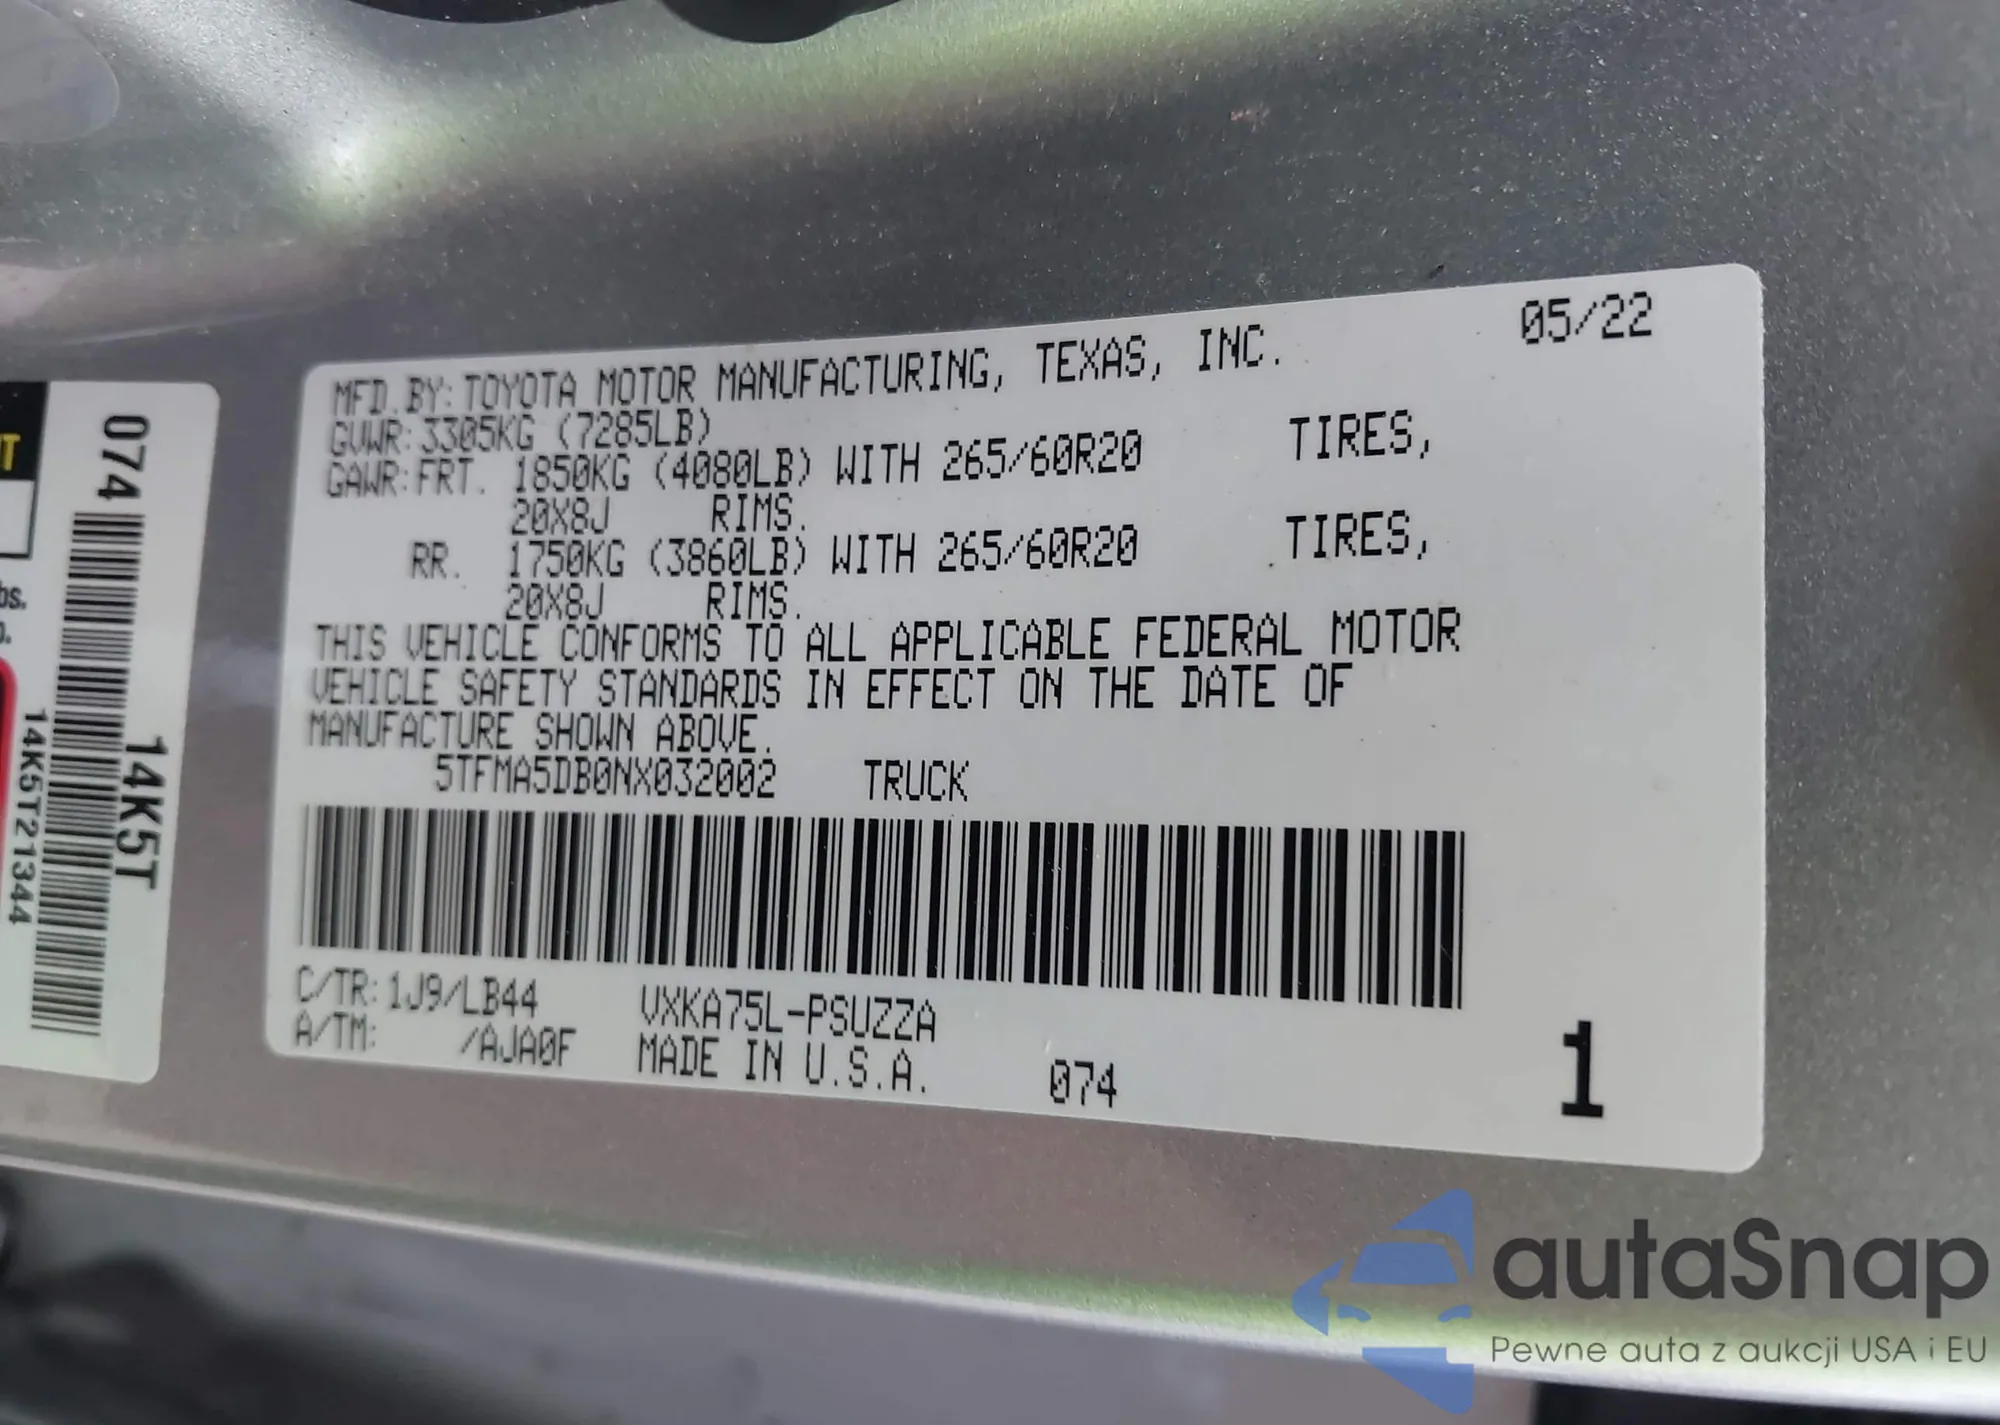 MFD. BY: TOYOTA MOTOR MANUFACTURING, TEXAS, INC. 05/22
GVWR: 3305KG (7285LB)
GAWR: FRT. 1850KG (4080LB) WITH 265/60R20 TIRES,
20X8J RIMS.
RR. 1750KG (3860LB) WITH 265/60R20 TIRES,
20X8J RIMS.
THIS VEHICLE CONFORMS TO ALL APPLICABLE FEDERAL MOTOR
VEHICLE SAFETY STANDARDS IN EFFECT ON THE DATE OF
MANUFACTURE SHOWN ABOVE.
5TFMA5DB0NX032002 TRUCK
C/TR: 1J9/LB44 VXKA75L-PSUZZA
A/TM: /AJA0F MADE IN U.S.A. 074
1
074
14K5T
14K5T21344
autaSnap
Pewne auta z aukcji USA i EU